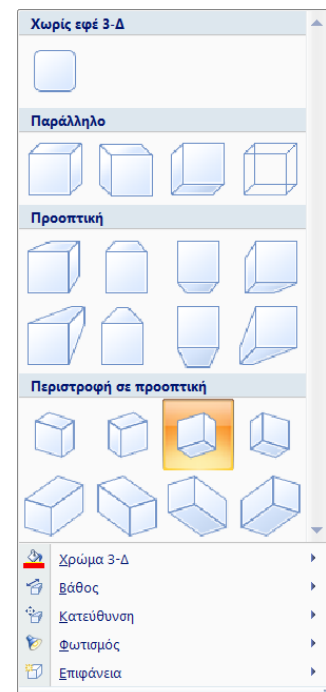 Χωρίς εφέ 3-Δ
Παράλληλο
Προοπτική
Περιστροφή σε προοπτική
Χρώμα 3-Δ
Βάθος
Κατεύθυνση
Φωτισμός
Επιφάνεια